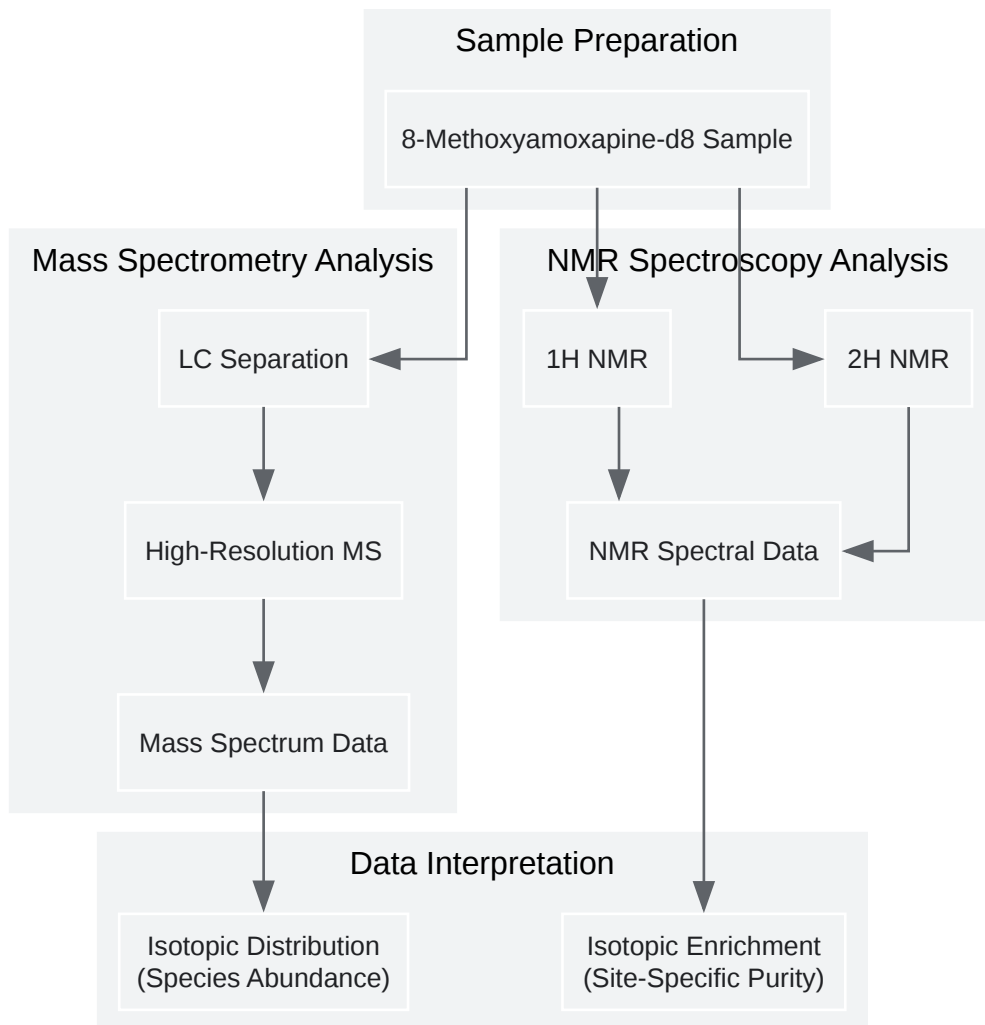 Sample Preparation
8-Methoxyamoxapine-d8 Sample
Mass Spectrometry Analysis
NMR Spectroscopy Analysis
LC Separation
1H NMR
2H NMR
High-Resolution MS
NMR Spectral Data
Mass Spectrum Data
Data Interpretation
Isotopic Distribution
(Species Abundance)
Isotopic Enrichment
(Site-Specific Purity)